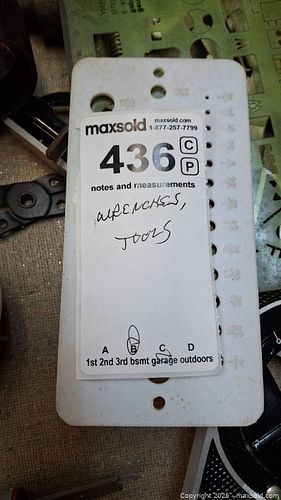 maxsold maxsold.com
1-877-257-7799
436 C
P
notes and measurements
WRENCHES,
TOOLS
A B C D
1st 2nd 3rd bsmt garage outdoors
Copyright 2025 - maxsold.com